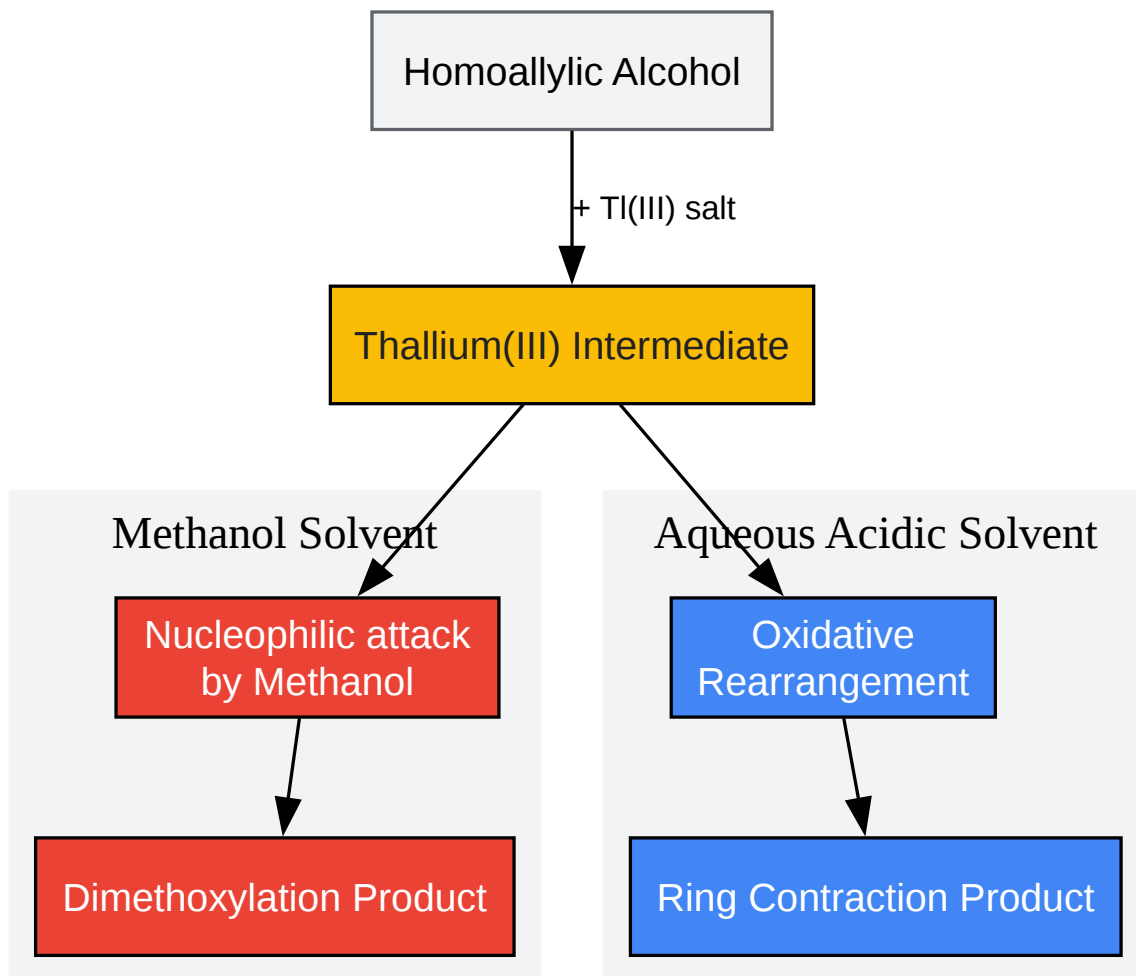 Homoallylic Alcohol
+ Tl(III) salt
Thallium(III) Intermediate
Methanol Solvent
Nucleophilic attack
by Methanol
Dimethoxylation Product
Aqueous Acidic Solvent
Oxidative
Rearrangement
Ring Contraction Product